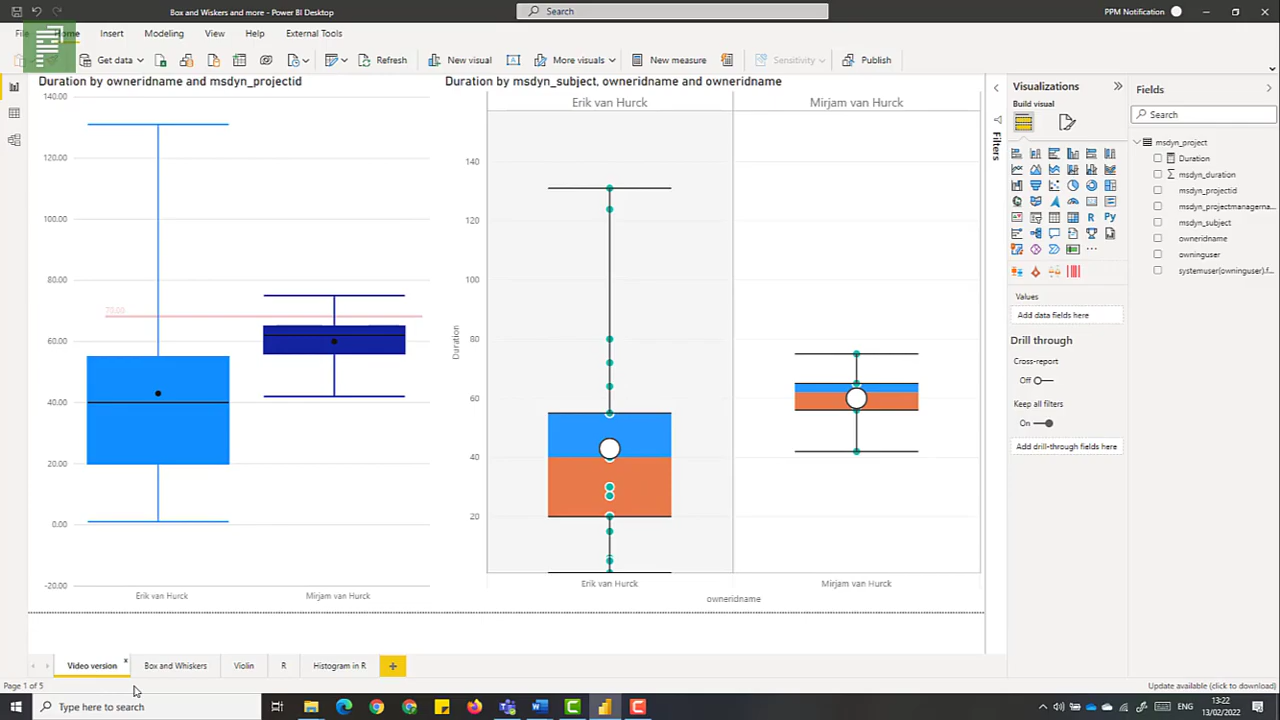 Box and Wiskers and more - Power BI Desktop
Search
PPM Notification
File
Home
Insert
Modeling
View
Help
External Tools
Get data
Refresh
New visual
More visuals
New measure
Sensitivity
Publish
Duration by owneridname and msdyn_projectid
140.00
120.00
100.00
80.00
60.00
40.00
20.00
0.00
-20.00
70.00
Erik van Hurck
Mirjam van Hurck
Duration by msdyn_subject, owneridname and owneridname
Erik van Hurck
Mirjam van Hurck
Duration
140
120
100
80
60
40
20
Erik van Hurck
Mirjam van Hurck
owneridname
Filters
Visualizations
Build visual
R
Py
Values
Add data fields here
Drill through
Cross-report
Off
Keep all filters
On
Add drill-through fields here
Fields
Search
msdyn_project
Duration
msdyn_duration
msdyn_projectid
msdyn_projectmanagerna...
msdyn_subject
owneridname
owninguser
systemuser(owninguser).f...
Video version
Box and Whiskers
Violin
R
Histogram in R
Page 1 of 5
Update available (click to download)
Type here to search
ENG
13:22
13/02/2022